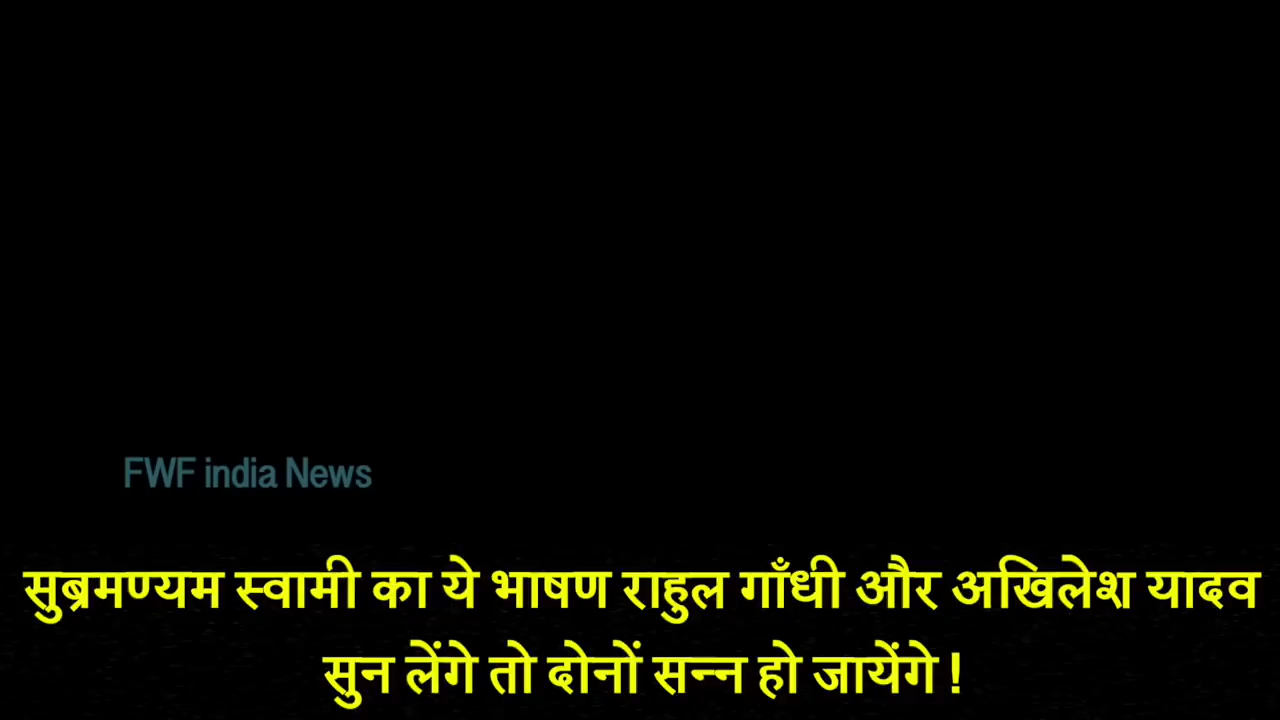 FWF india News
सुब्रमण्यम स्वामी का ये भाषण राहुल गाँधी और अखिलेश यादव
सुन लेंगे तो दोनों सन्न हो जायेंगे !